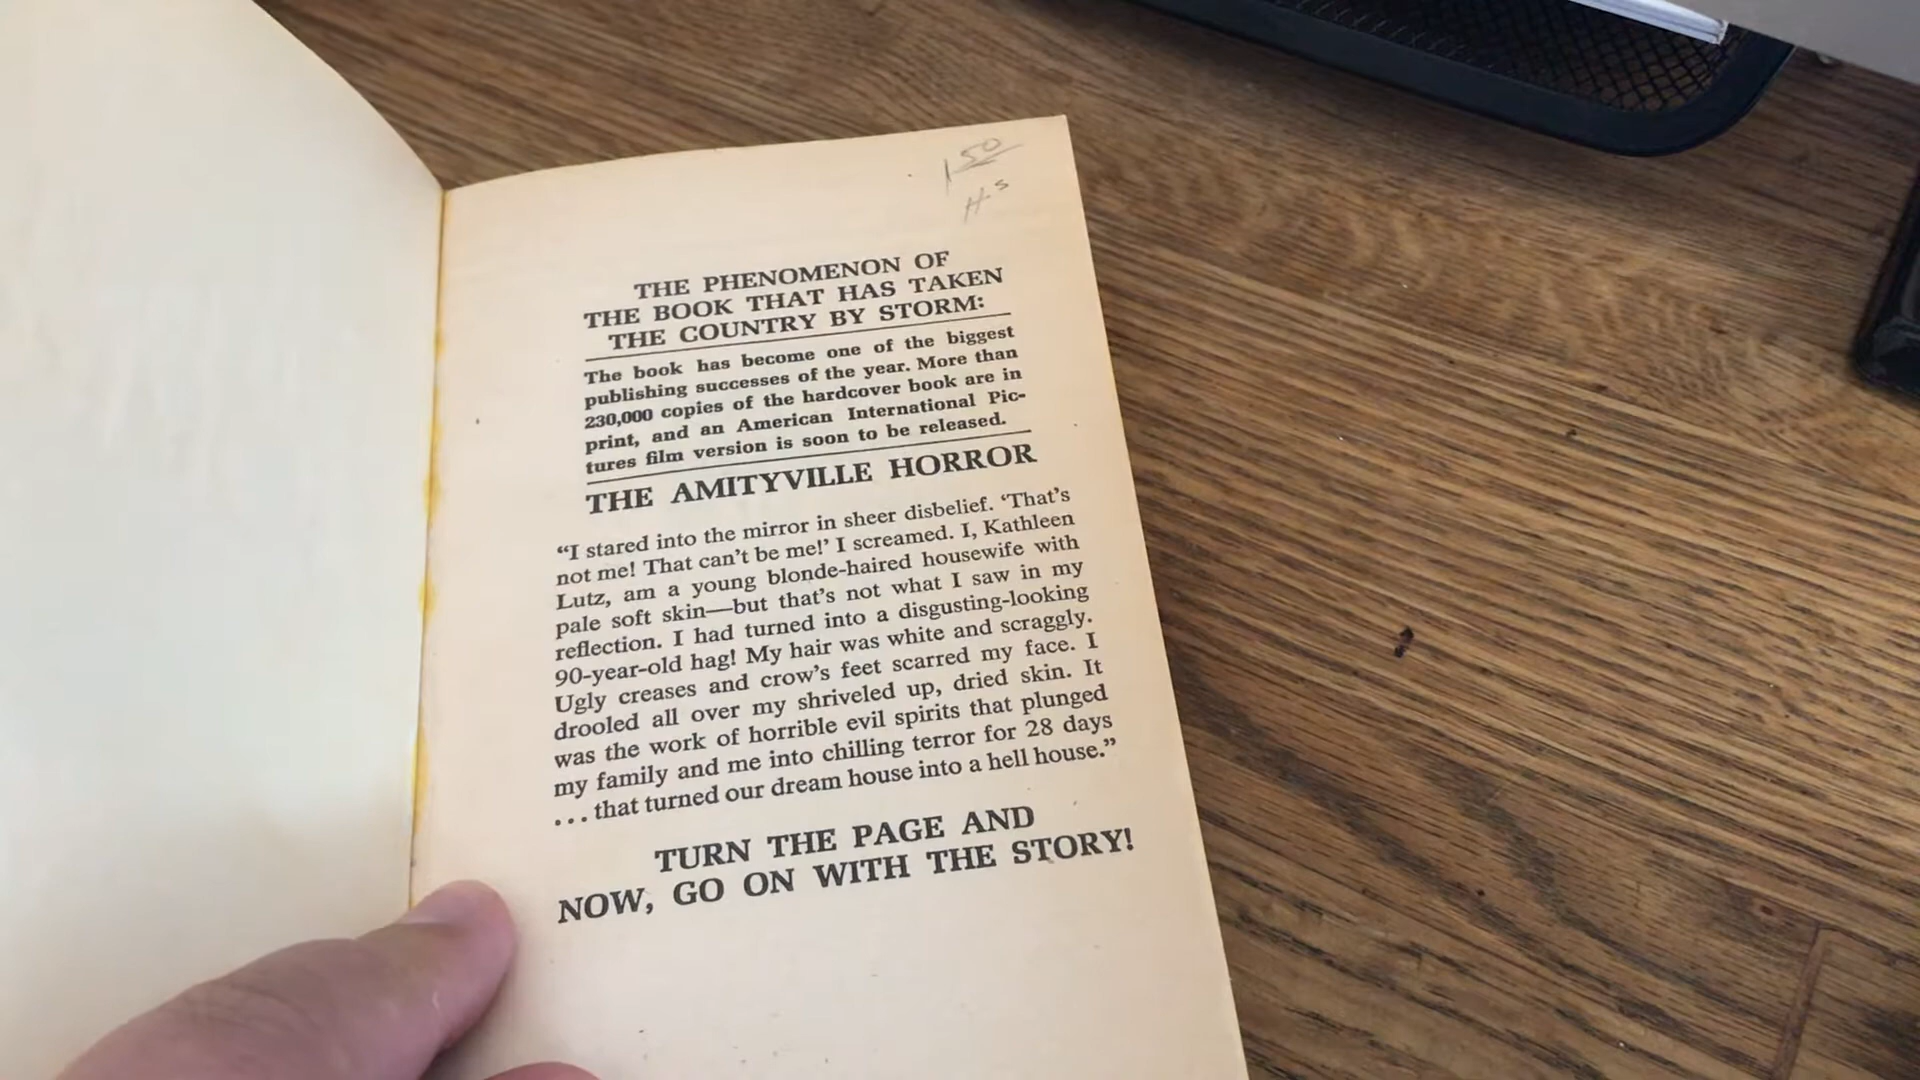 1 50
H.s
THE PHENOMENON OF
THE BOOK THAT HAS TAKEN
THE COUNTRY BY STORM:
The book has become one of the biggest
publishing successes of the year. More than
230,000 copies of the hardcover book are in
print, and an American International Pic-
tures film version is soon to be released.
THE AMITYVILLE HORROR
“I stared into the mirror in sheer disbelief. ‘That’s
not me! That can’t be me!’ I screamed. I, Kathleen
Lutz, am a young blonde-haired housewife with
pale soft skin—but that’s not what I saw in my
reflection. I had turned into a disgusting-looking
90-year-old hag! My hair was white and scraggly.
Ugly creases and crow’s feet scarred my face. I
drooled all over my shriveled up, dried skin. It
was the work of horrible evil spirits that plunged
my family and me into chilling terror for 28 days
. . . that turned our dream house into a hell house.”
TURN THE PAGE AND
NOW, GO ON WITH THE STORY!